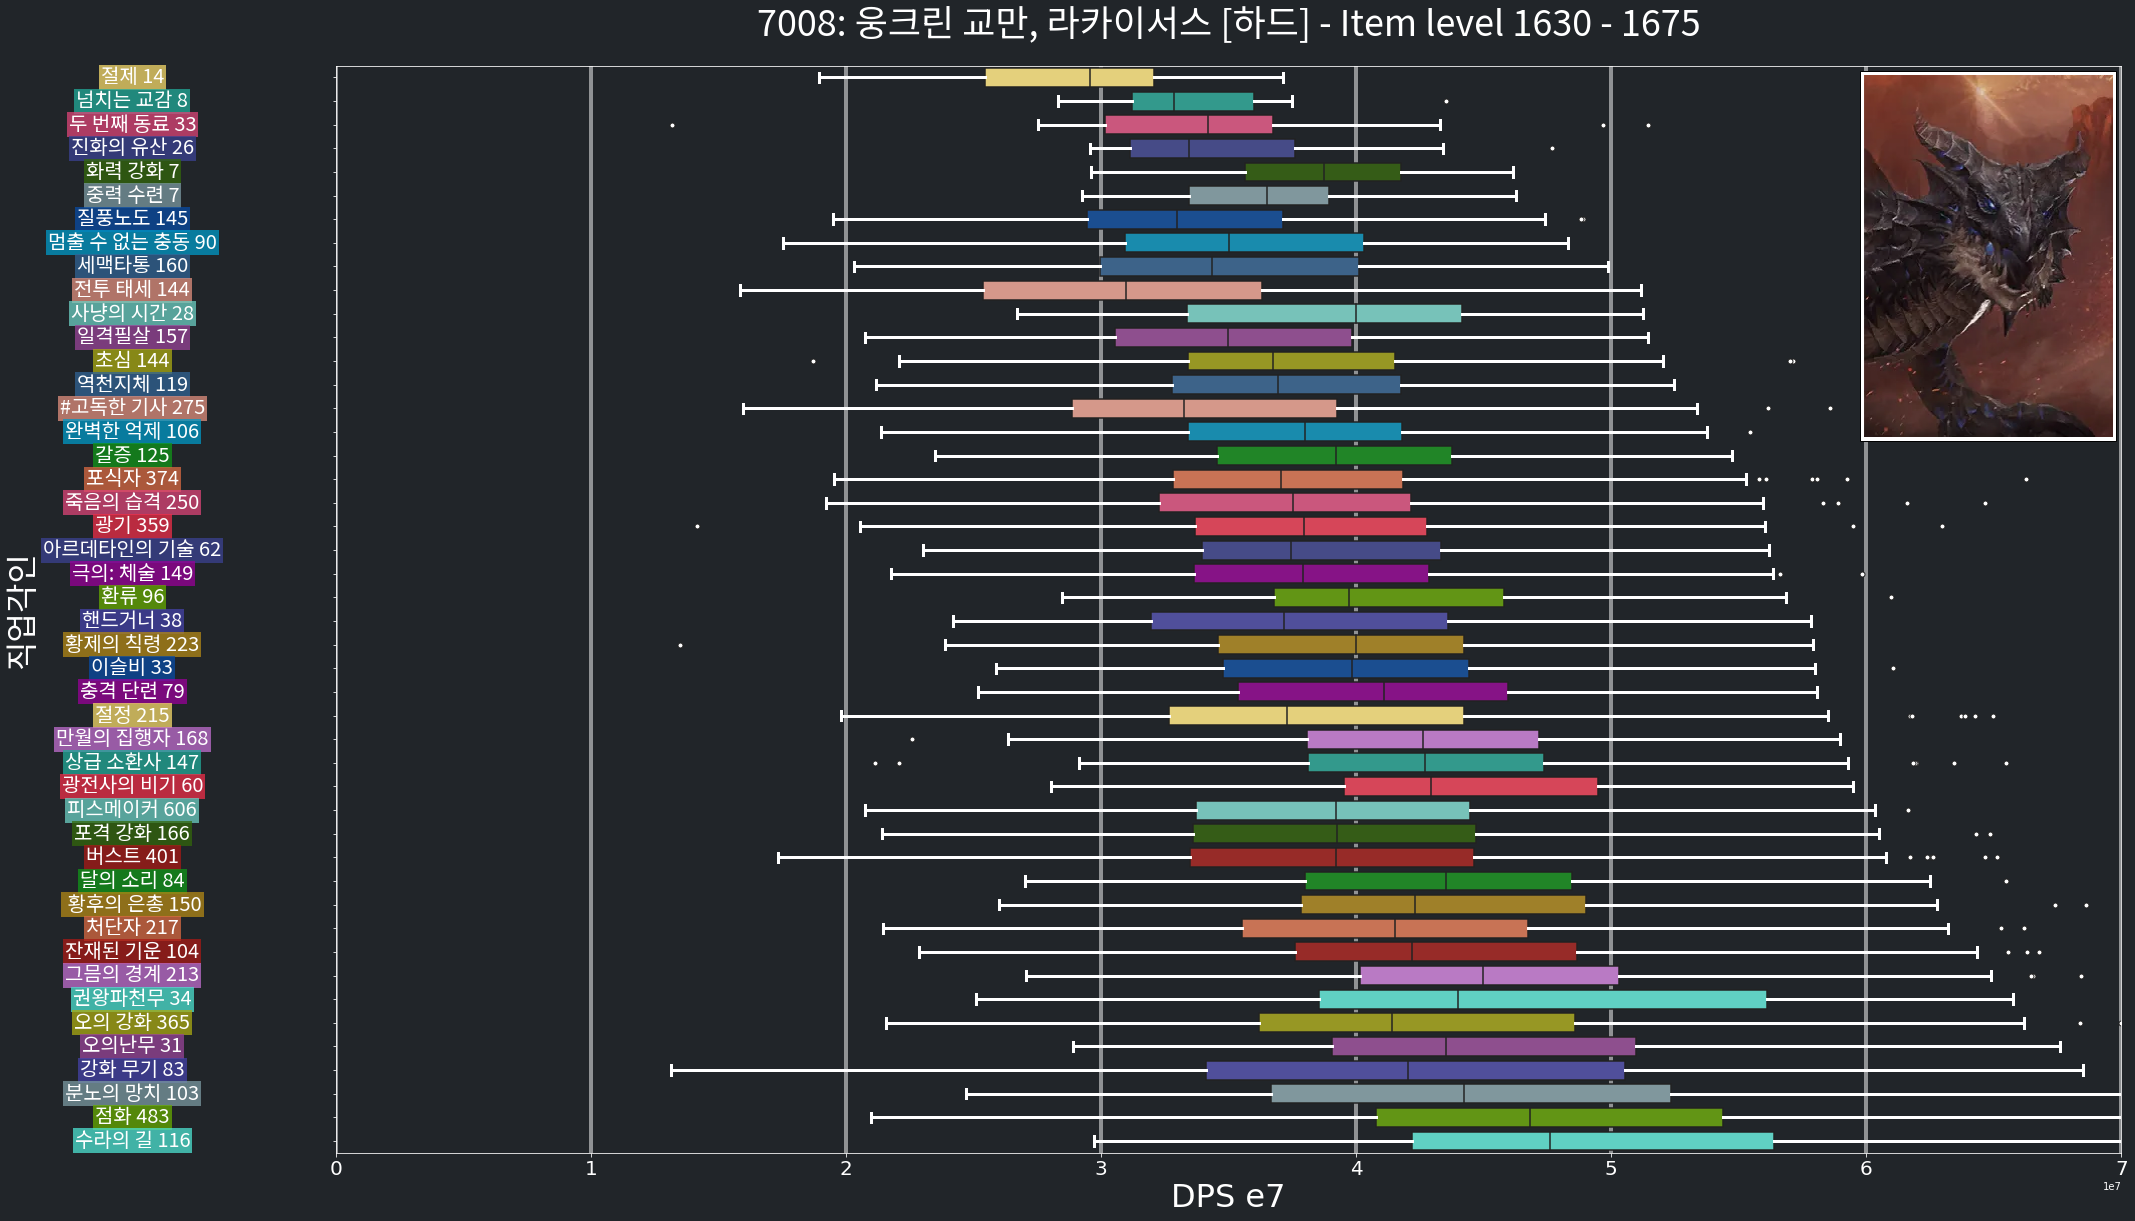 7008: 웅크린 교만, 라카이서스 [하드] - Item level 1630 - 1675
절제 14
넘치는 교감 8
두 번째 동료 33
진화의 유산 26
화력 강화 7
중력 수련 7
질풍노도 145
멈출 수 없는 충동 90
세맥타통 160
전투 태세 144
사냥의 시간 28
일격필살 157
초심 144
역천지체 119
#고독한 기사 275
완벽한 억제 106
갈증 125
포식자 374
죽음의 습격 250
광기 359
아르데타인의 기술 62
극의: 체술 149
환류 96
핸드거너 38
황제의 칙령 223
이슬비 33
충격 단련 79
절정 215
만월의 집행자 168
상급 소환사 147
광전사의 비기 60
피스메이커 606
포격 강화 166
버스트 401
달의 소리 84
황후의 은총 150
처단자 217
잔재된 기운 104
그믐의 경계 213
권왕파천무 34
오의 강화 365
오의난무 31
강화 무기 83
분노의 망치 103
점화 483
수라의 길 116
직업각인
0 1 2 3 4 5 6 7
1e7
DPS e7